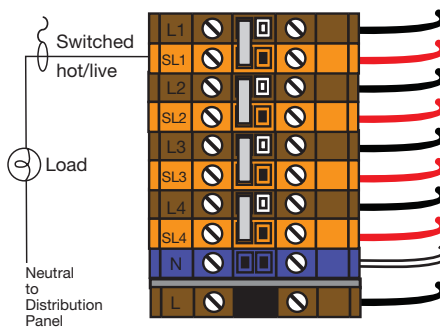 Switched
hot/live
Load
Neutral
to
Distribution
Panel
L1
SL1
L2
SL2
L3
SL3
L4
SL4
N
L